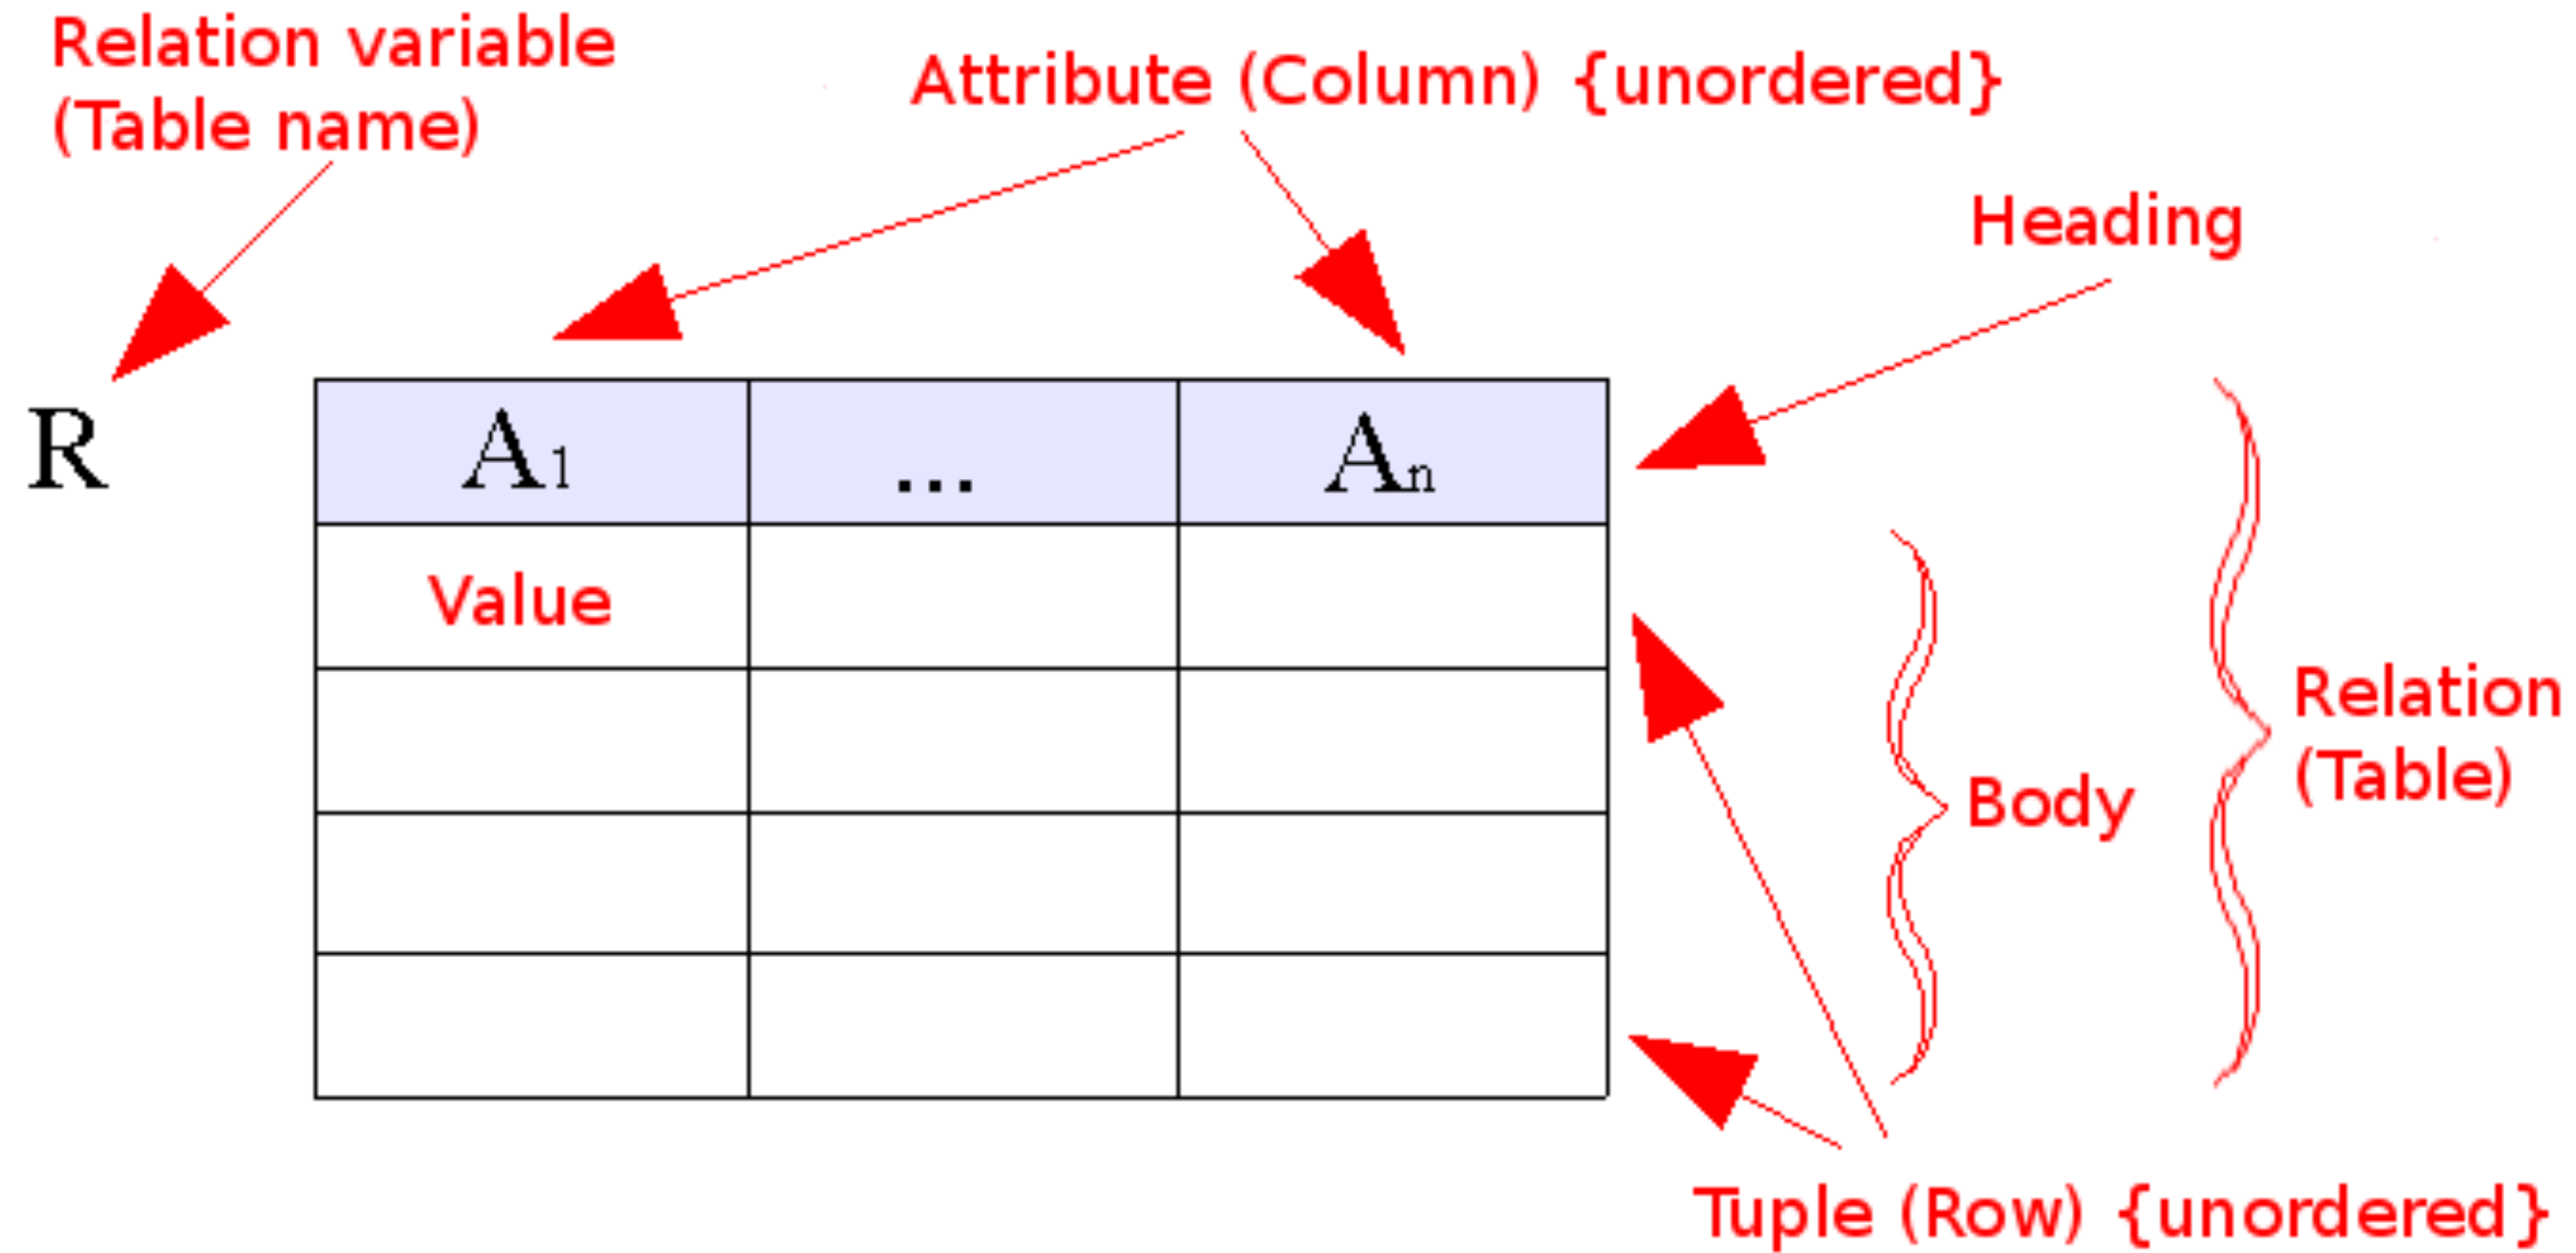 Relation variable
(Table name)
Attribute (Column) {unordered}
Heading
R
A1
...
An
Value
Relation
(Table)
Body
Tuple (Row) {unordered}